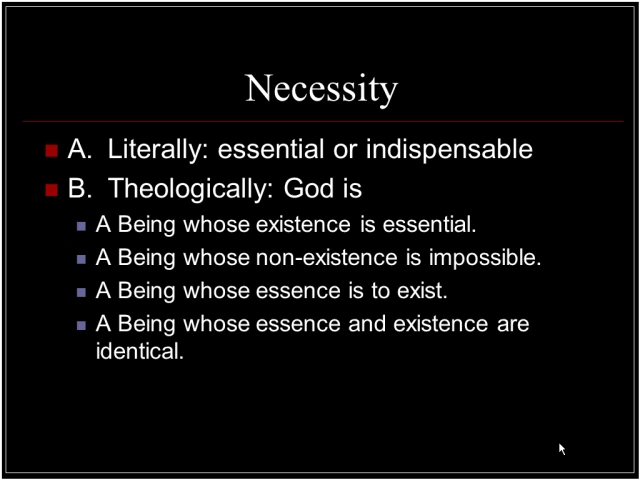 Necessity
A. Literally: essential or indispensable
B. Theologically: God is
A Being whose existence is essential.
A Being whose non-existence is impossible.
A Being whose essence is to exist.
A Being whose essence and existence are
identical.